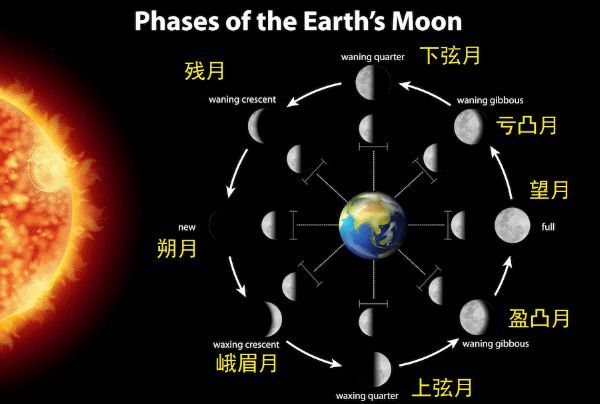 Phases of the Earth's Moon
waning quarter
下弦月
残月
waning crescent
waning gibbous
亏凸月
望月
new
full
朔月
盈凸月
waxing crescent
waning gibbous
峨眉月
上弦月
waxing quarter